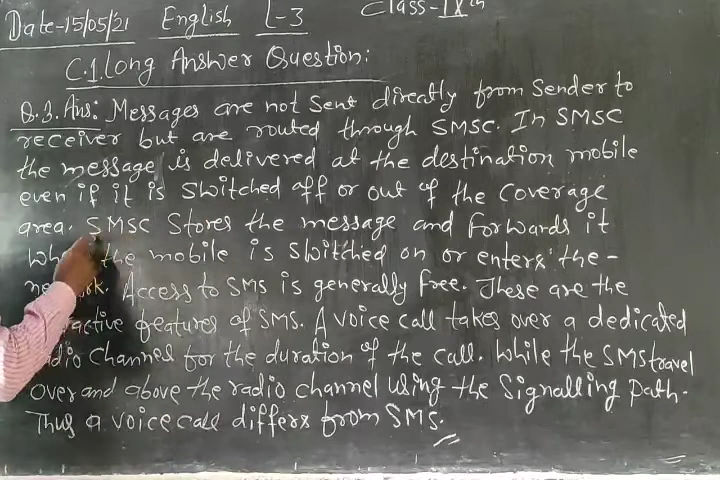 Class-IXth
Date-15/05/21 English L-3
C.1. Long Answer Question:
Q.3. Ans: Messages are not sent directly from Sender to
receiver but are routed through SMSC. In SMSC
the message is delivered at the destination mobile
even if it is switched off or out of the coverage
area. SMSC Stores the message and forwards it
the mobile is switched on or enters the-
Access to SMS is generally free. These are the
features of SMS. A voice call takes over a dedicated
channel for the duration of the call. While the SMS travel
over and above the radio channel using the Signalling path.
Thus a voice call differs from SMS.